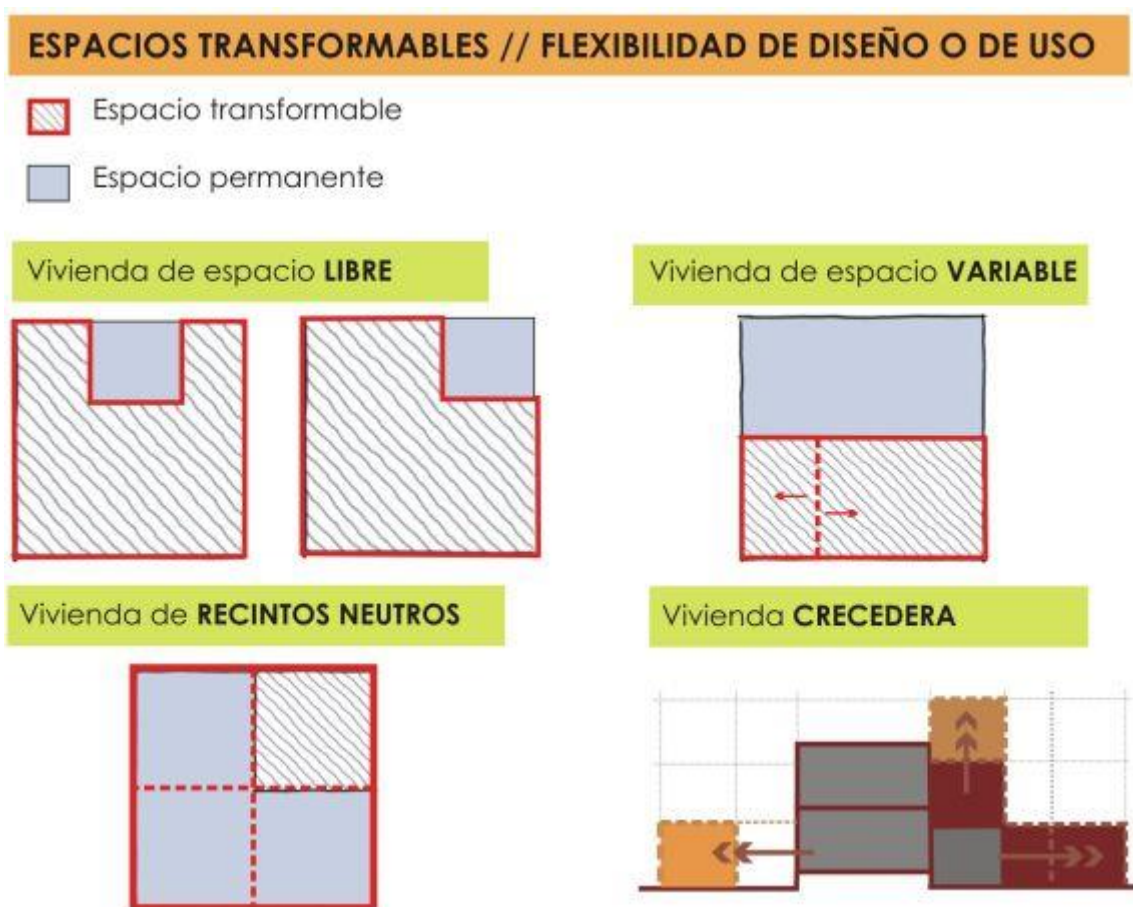 ESPACIOS TRANSFORMABLES // FLEXIBILIDAD DE DISEÑO O DE USO
Espacio transformable
Espacio permanente
Vivienda de espacio LIBRE
Vivienda de espacio VARIABLE
Vivienda de RECINTOS NEUTROS
Vivienda CRECEDERA